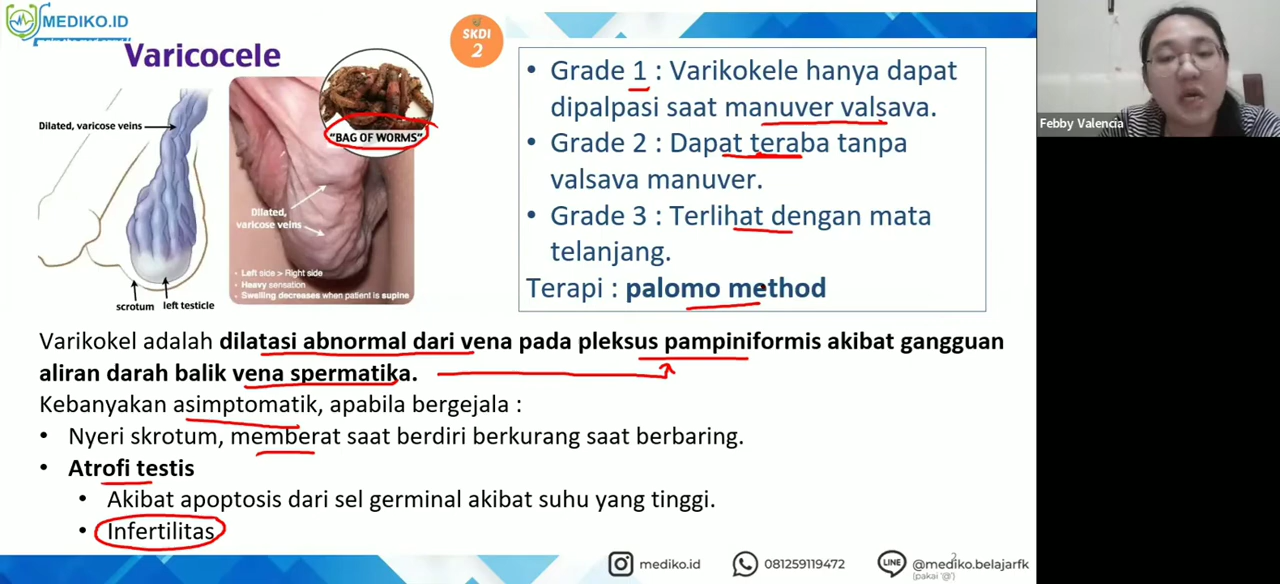 MEDIKO.ID
Varicocele
SKDI
2
Dilated, varicose veins
scrotum
left testicle
"BAG OF WORMS"
Dilated,
varicose veins
• Left side > Right side
• Heavy sensation
• Swelling decreases when patient is supine
• Grade 1 : Varikokele hanya dapat
dipalpasi saat manuver valsava.
• Grade 2 : Dapat teraba tanpa
valsava manuver.
• Grade 3 : Terlihat dengan mata
telanjang.
Terapi : palomo method
Febby Valencia
Varikokel adalah dilatasi abnormal dari vena pada pleksus pampiniformis akibat gangguan
aliran darah balik vena spermatika.
Kebanyakan asimptomatik, apabila bergejala :
• Nyeri skrotum, memberat saat berdiri berkurang saat berbaring.
• Atrofi testis
• Akibat apoptosis dari sel germinal akibat suhu yang tinggi.
• Infertilitas
mediko.id
081259119472
LINE
2
@mediko.belajarfk
(pakai '@')